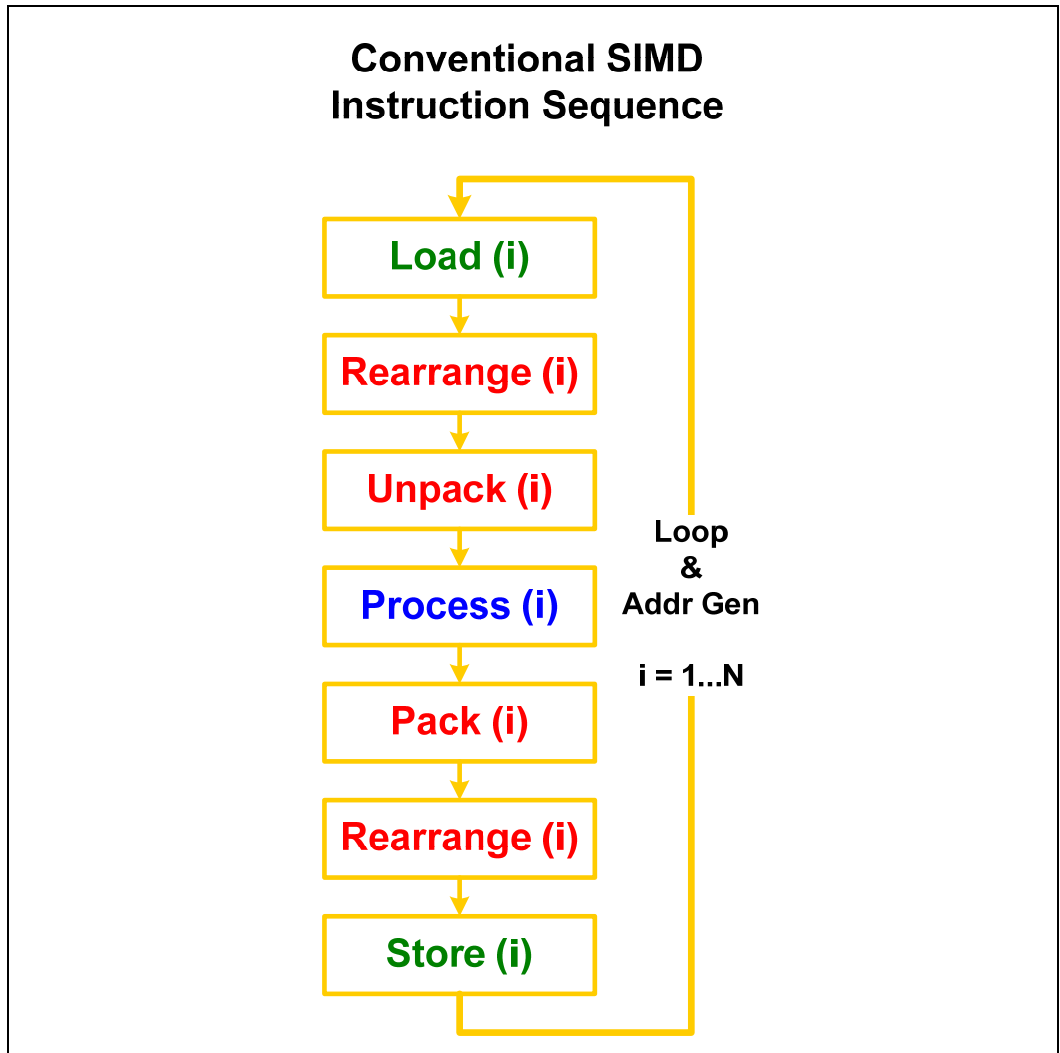 Conventional SIMD
Instruction Sequence
Load (i)
Rearrange (i)
Unpack (i)
Process (i)
Pack (i)
Rearrange (i)
Store (i)
Loop
&
Addr Gen
i = 1...N